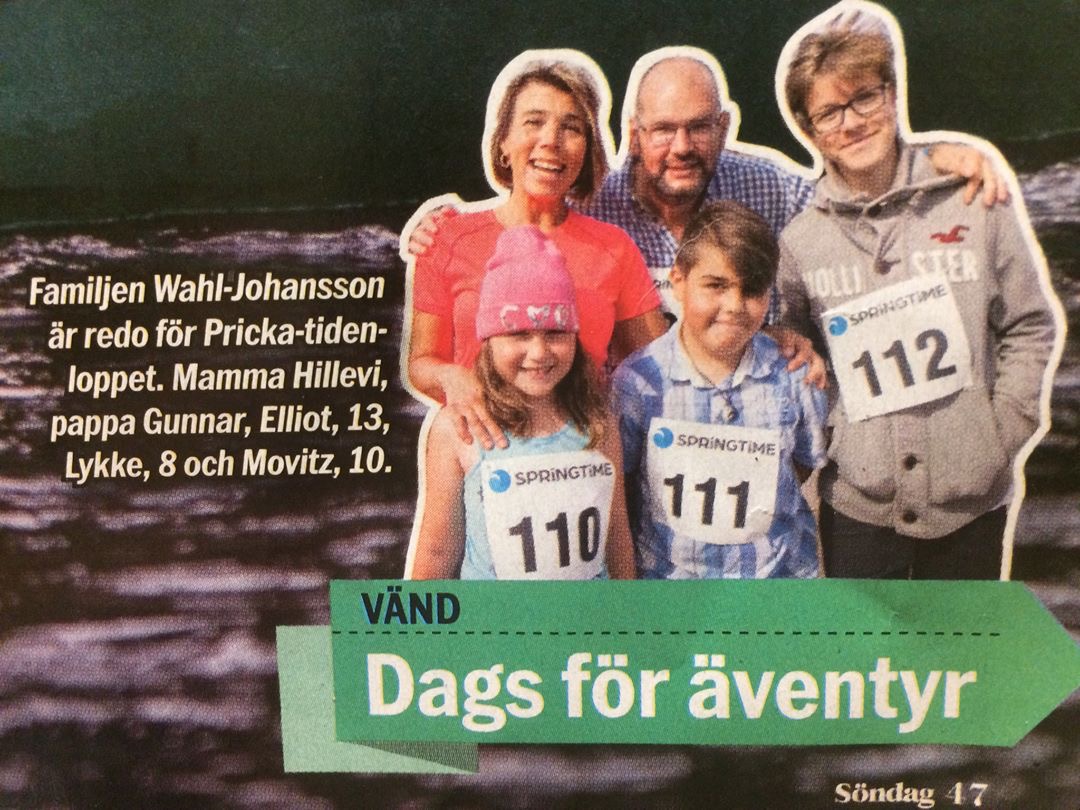 Familjen Wahl-Johansson
är redo för Pricka-tiden-
loppet. Mamma Hillevi,
pappa Gunnar, Elliot, 13,
Lykke, 8 och Movitz, 10.
SPRINGTIME
112
SPRINGTIME
111
SPRINGTIME
110
VÄND
Dags för äventyr
Söndag 47